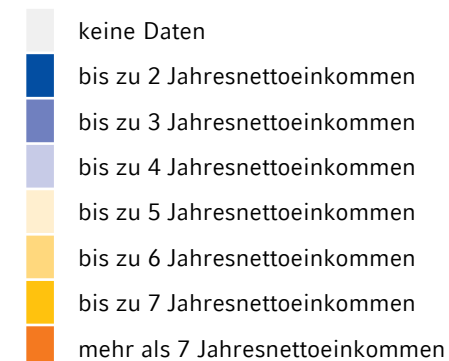 keine Daten
bis zu 2 Jahresnettoeinkommen
bis zu 3 Jahresnettoeinkommen
bis zu 4 Jahresnettoeinkommen
bis zu 5 Jahresnettoeinkommen
bis zu 6 Jahresnettoeinkommen
bis zu 7 Jahresnettoeinkommen
mehr als 7 Jahresnettoeinkommen